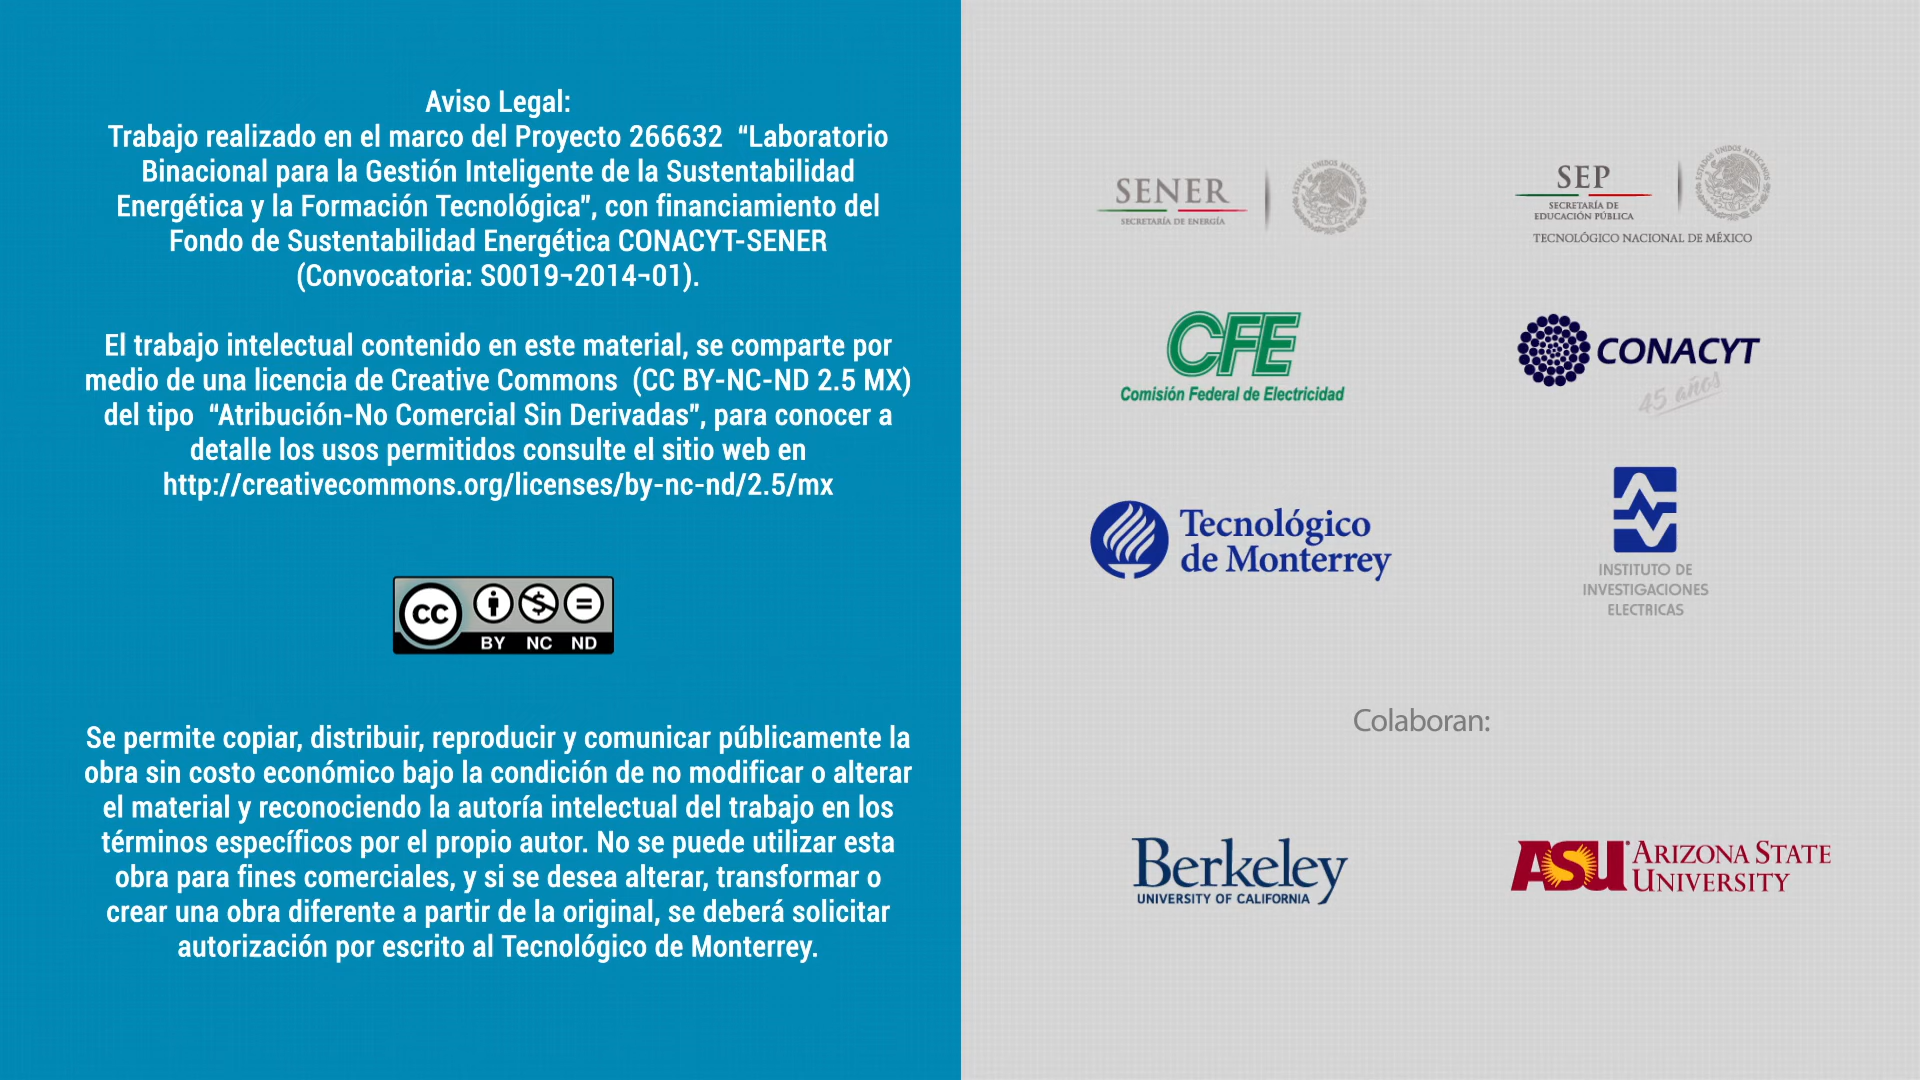 Aviso Legal:
Trabajo realizado en el marco del Proyecto 266632 “Laboratorio
Binacional para la Gestión Inteligente de la Sustentabilidad
Energética y la Formación Tecnológica”, con financiamiento del
Fondo de Sustentabilidad Energética CONACYT-SENER
(Convocatoria: S0019¬2014¬01).
El trabajo intelectual contenido en este material, se comparte por
medio de una licencia de Creative Commons (CC BY-NC-ND 2.5 MX)
del tipo “Atribución-No Comercial Sin Derivadas”, para conocer a
detalle los usos permitidos consulte el sitio web en
http://creativecommons.org/licenses/by-nc-nd/2.5/mx
cc
BY NC ND
Se permite copiar, distribuir, reproducir y comunicar públicamente la
obra sin costo económico bajo la condición de no modificar o alterar
el material y reconociendo la autoría intelectual del trabajo en los
términos específicos por el propio autor. No se puede utilizar esta
obra para fines comerciales, y si se desea alterar, transformar o
crear una obra diferente a partir de la original, se deberá solicitar
autorización por escrito al Tecnológico de Monterrey.
SENER
SECRETARÍA DE ENERGÍA
ESTADOS UNIDOS MEXICANOS
SEP
SECRETARÍA DE
EDUCACIÓN PÚBLICA
ESTADOS UNIDOS MEXICANOS
TECNOLÓGICO NACIONAL DE MÉXICO
CFE
Comisión Federal de Electricidad
CONACYT
45 años
Tecnológico
de Monterrey
INSTITUTO DE
INVESTIGACIONES
ELECTRICAS
Colaboran:
Berkeley
UNIVERSITY OF CALIFORNIA
ASU ARIZONA STATE
UNIVERSITY